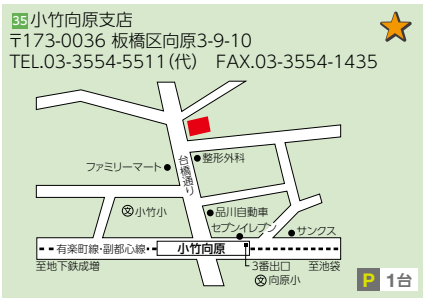 35 小竹向原支店
〒173-0036 板橋区向原3-9-10
TEL.03-3554-5511(代) FAX.03-3554-1435
ファミリーマート
台橋通り
整形外科
文 小竹小
品川自動車
セブンイレブン
サンクス
有楽町線・副都心線
小竹向原
至地下鉄成増
3番出口
至池袋
文 向原小
P 1台